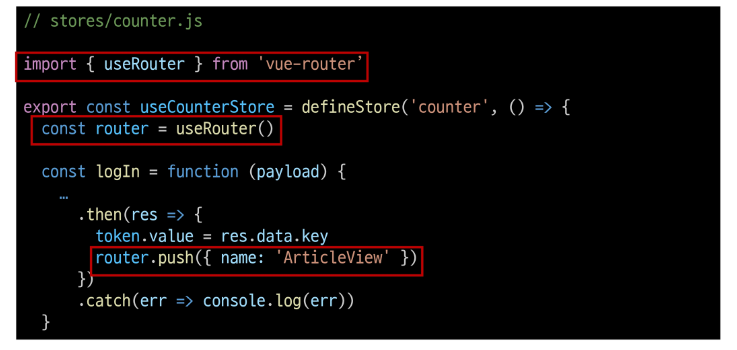 // stores/counter.js
import { useRouter } from 'vue-router’
export const useCounterStore = defineStore('counter', () => {
const router = useRouter()
const logIn = function (payload) {
…
.then(res => {
token.value = res.data.key
router.push({ name: 'ArticleView' })
})
.catch(err => console.log(err))
}